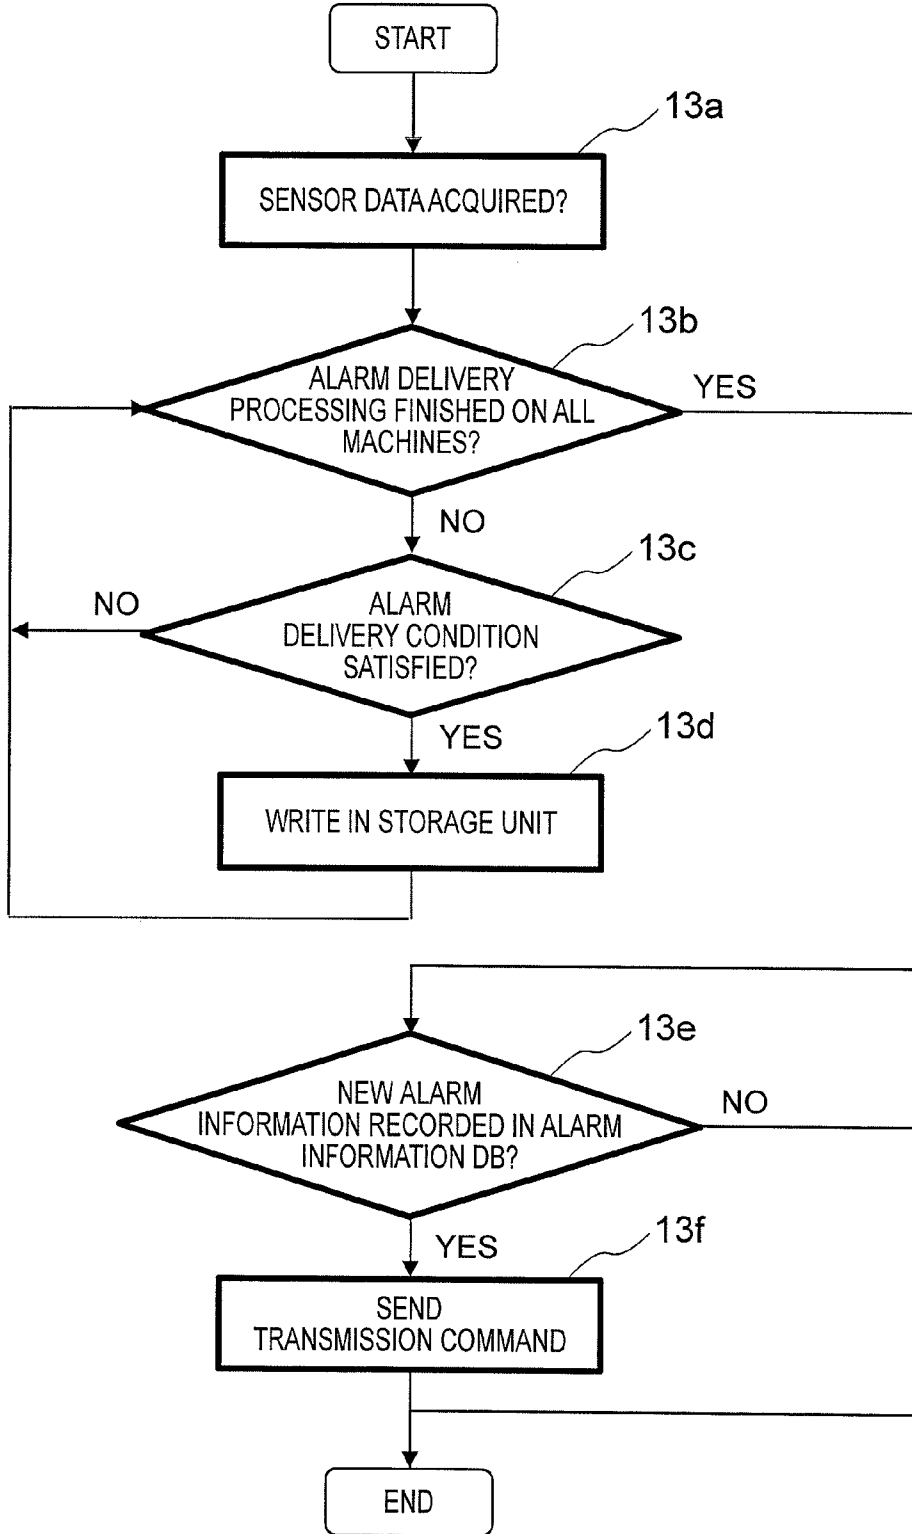 START
13a
SENSOR DATA ACQUIRED?
13b
ALARM DELIVERY
PROCESSING FINISHED ON ALL
MACHINES?
YES
NO
13c
NO
ALARM
DELIVERY CONDITION
SATISFIED?
YES
13d
WRITE IN STORAGE UNIT
13e
NEW ALARM
INFORMATION RECORDED IN ALARM
INFORMATION DB?
NO
YES
13f
SEND
TRANSMISSION COMMAND
END